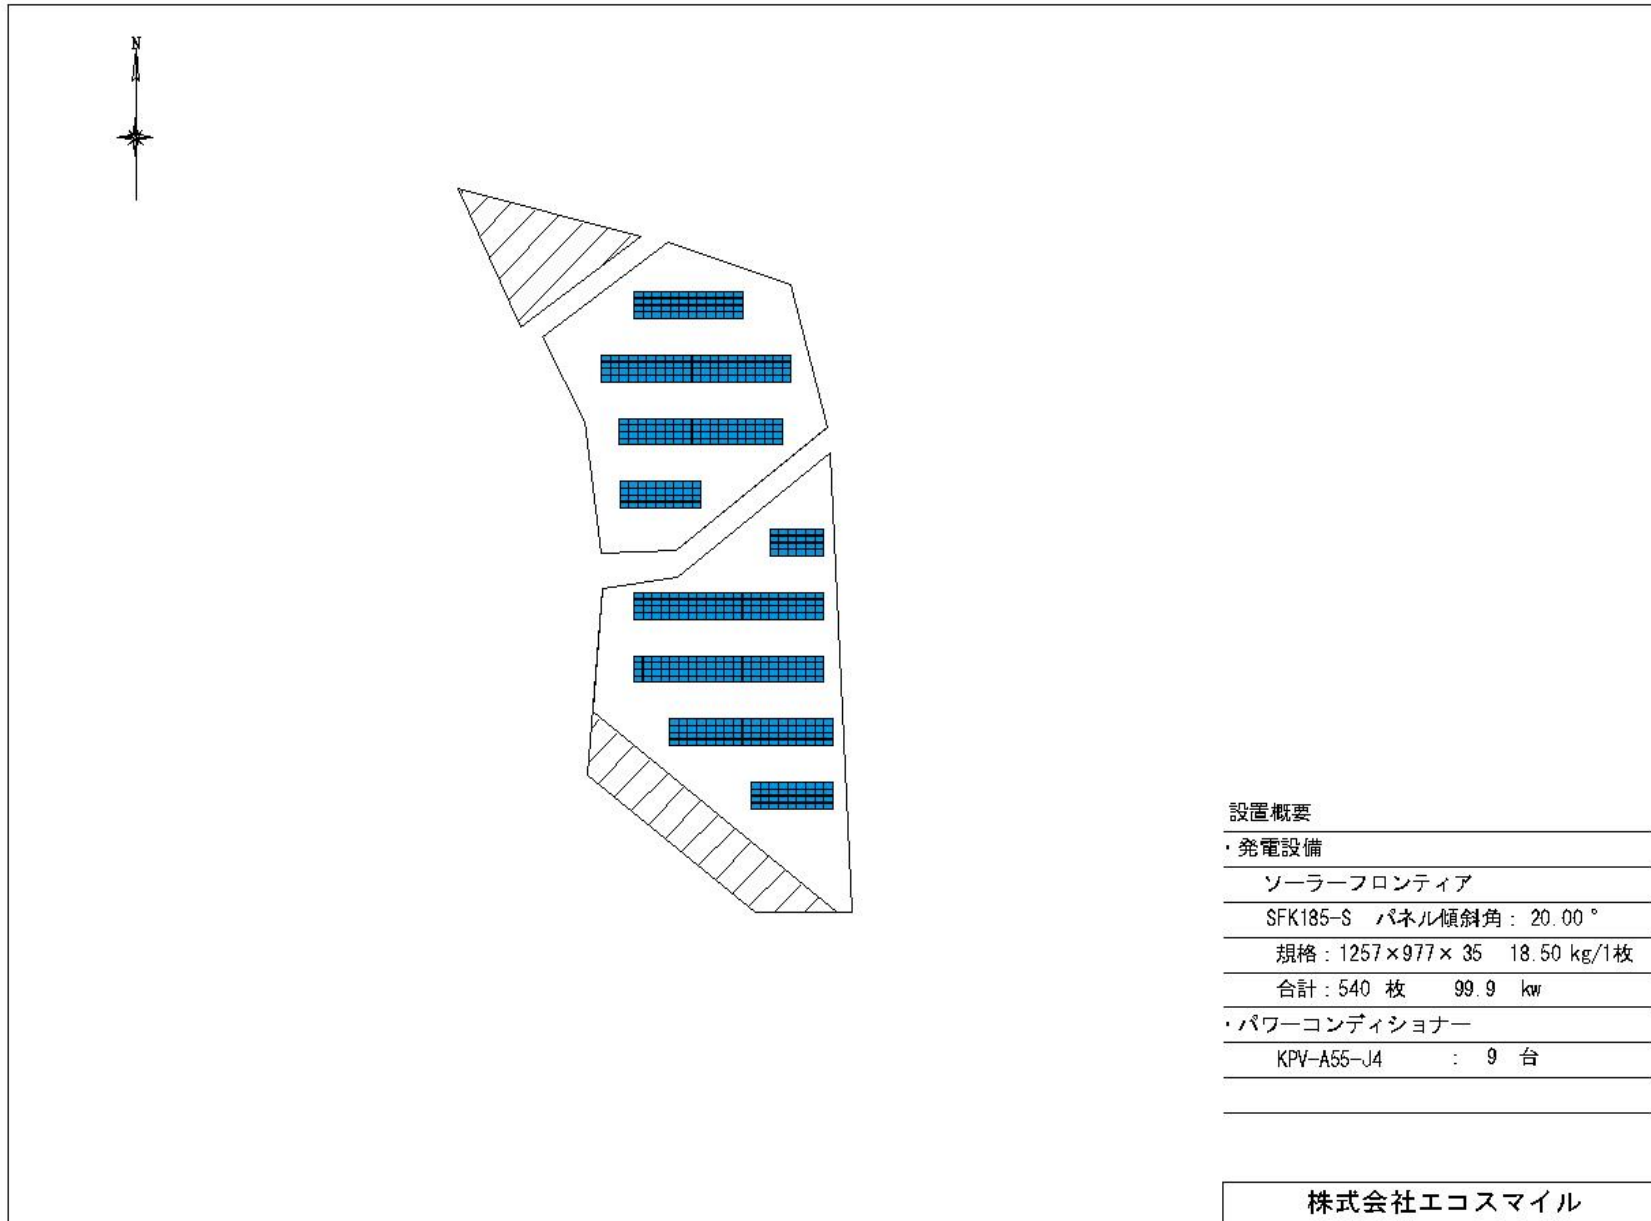 N
設置概要
・発電設備
ソーラーフロンティア
SFK185-S パネル傾斜角: 20.00°
規格:1257×977× 35 18.50 kg/1枚
合計:540 枚 99.9 kw
・パワーコンディショナー
KPV-A55-J4 : 9 台
株式会社エコスマイル